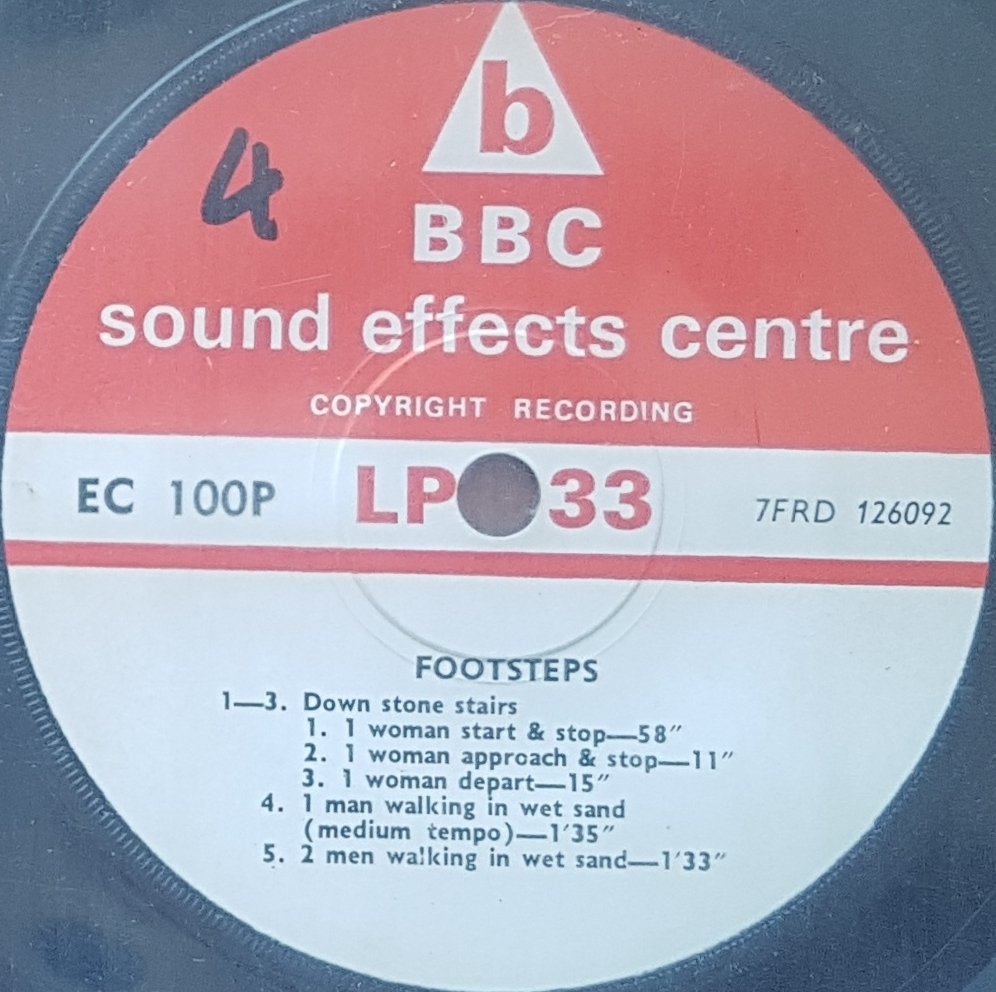 b
4
BBC
sound effects centre
COPYRIGHT RECORDING
EC 100P LP 33 7FRD 126092
FOOTSTEPS
1—3. Down stone stairs
1. 1 woman start & stop—58″
2. 1 woman approach & stop—11″
3. 1 woman depart—15″
4. 1 man walking in wet sand
(medium tempo)—1′35″
5. 2 men walking in wet sand—1′33″